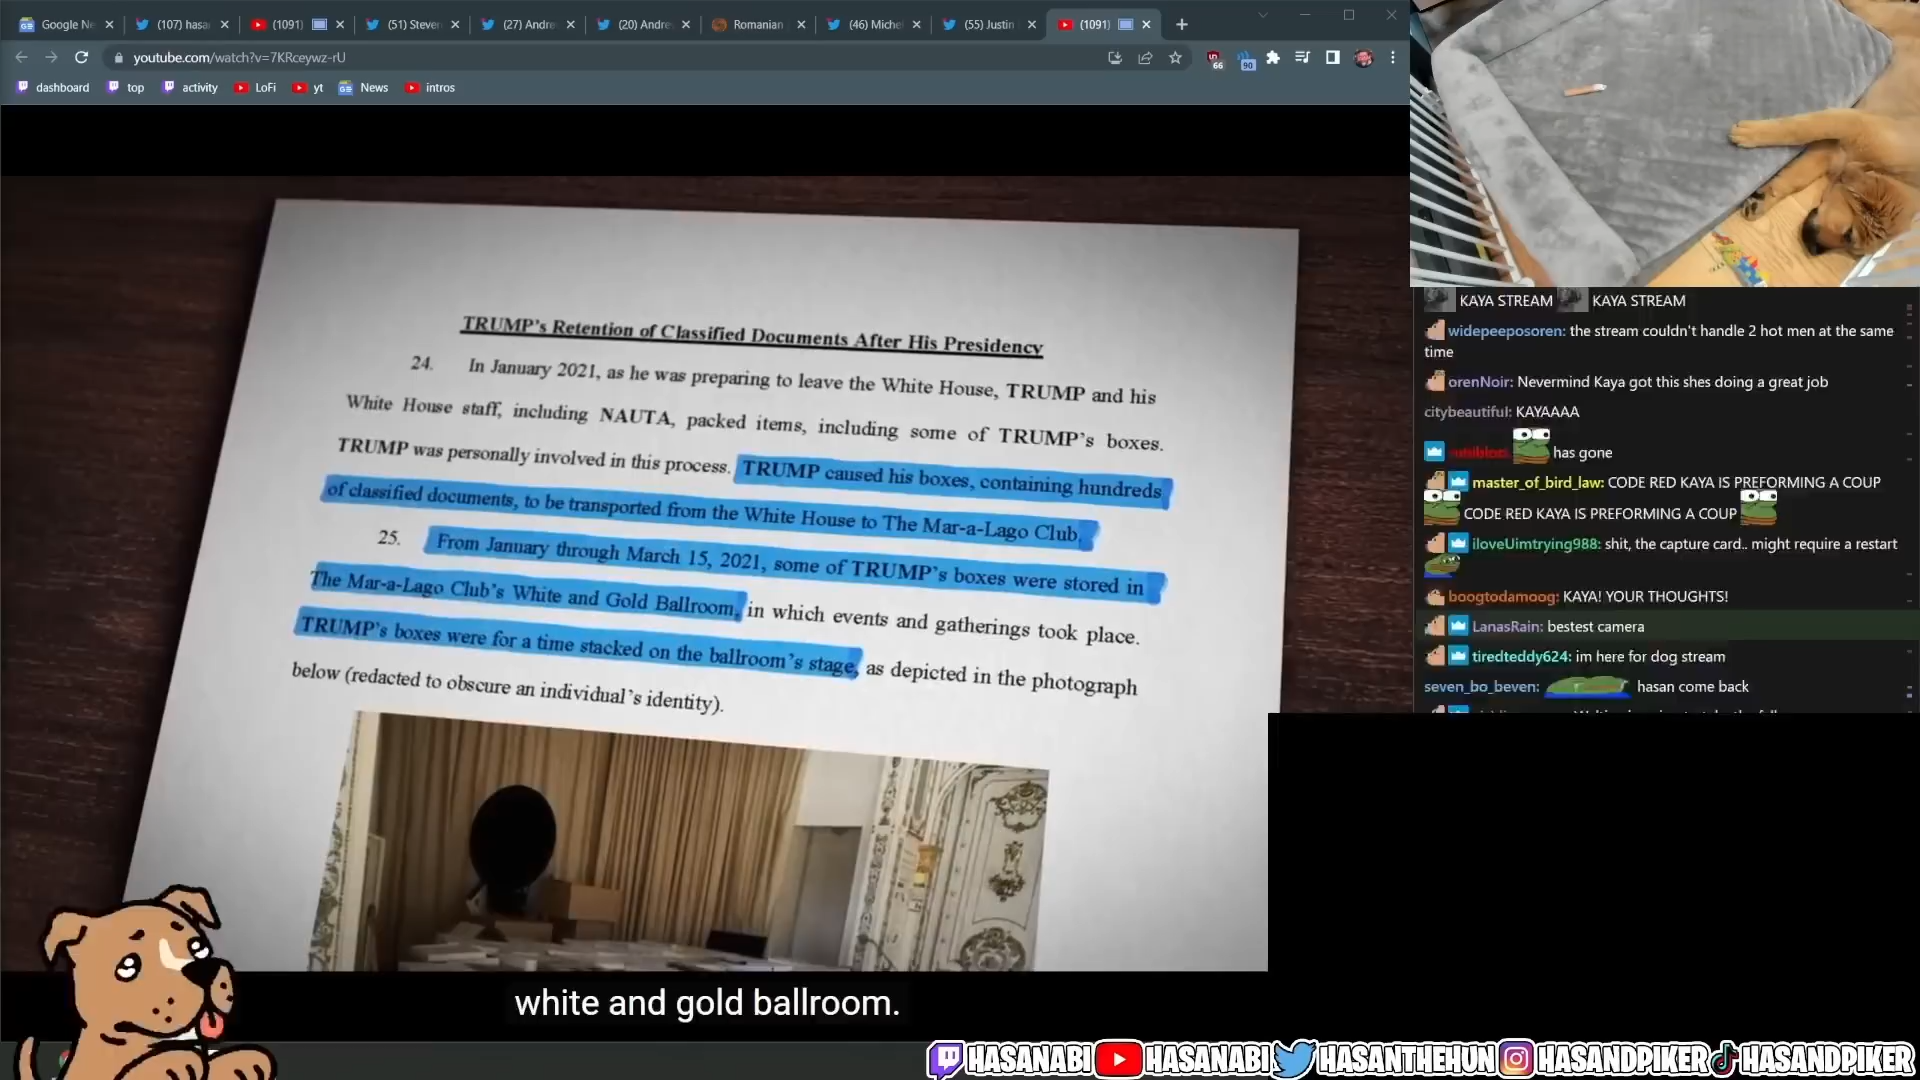 Google Ne
(107) hasa
(1091)
(51) Steven
(27) Andre
(20) Andre
Romanian
(46) Miche
(55) Justin
(1091)
youtube.com/watch?v=7KRceywz-rU
66
90
dashboard
top
activity
LoFi
yt
News
intros
TRUMP's Retention of Classified Documents After His Presidency
24. In January 2021, as he was preparing to leave the White House, TRUMP and his
White House staff, including NAUTA, packed items, including some of TRUMP's boxes.
TRUMP was personally involved in this process. TRUMP caused his boxes, containing hundreds
of classified documents, to be transported from the White House to The Mar-a-Lago Club.
25. From January through March 15, 2021, some of TRUMP's boxes were stored in
The Mar-a-Lago Club's White and Gold Ballroom, in which events and gatherings took place.
TRUMP's boxes were for a time stacked on the ballroom's stage, as depicted in the photograph
below (redacted to obscure an individual's identity).
white and gold ballroom.
KAYA STREAM KAYA STREAM
widepeeposoren: the stream couldn't handle 2 hot men at the same
time
orenNoir: Nevermind Kaya got this shes doing a great job
citybeautiful: KAYAAAA
has gone
master_of_bird_law: CODE RED KAYA IS PREFORMING A COUP
CODE RED KAYA IS PREFORMING A COUP
iloveUimtrying988: shit, the capture card.. might require a restart
boogtodamoog: KAYA! YOUR THOUGHTS!
LanasRain: bestest camera
tiredteddy624: im here for dog stream
seven_bo_beven: hasan come back
HASANABI HASANABI HASANTHEHUN HASANDPIKER HASANDPIKER